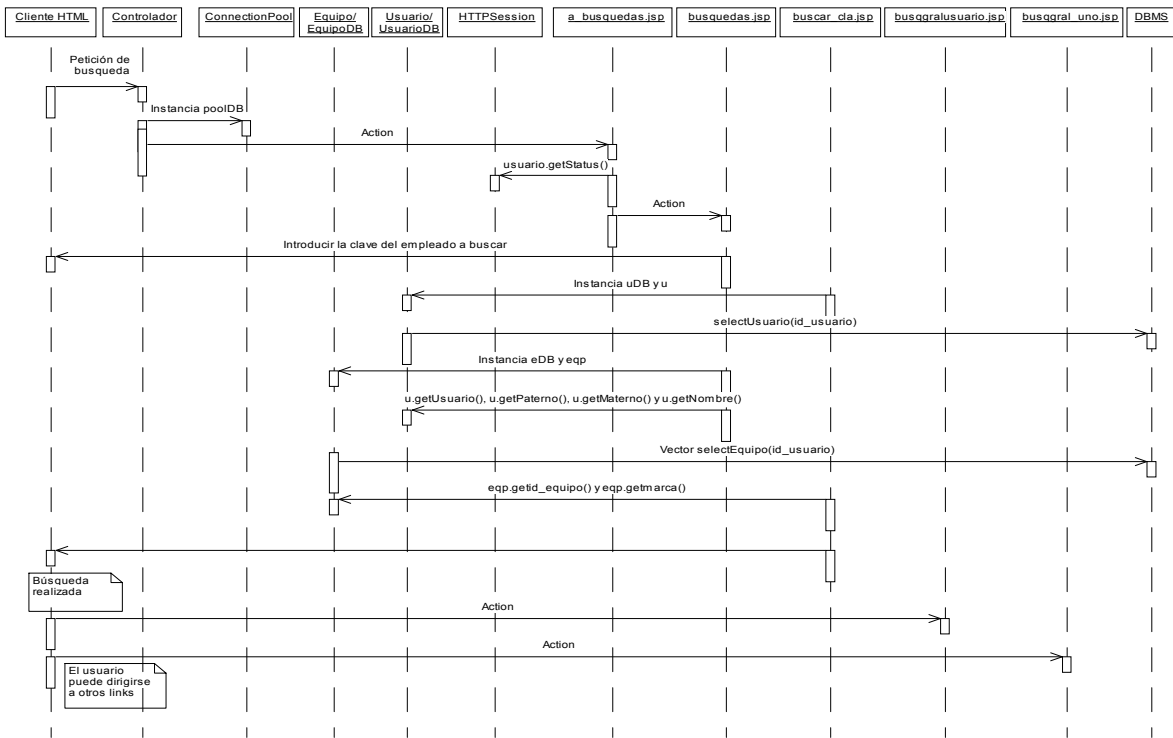 Cliente HTML
Controlador
ConnectionPool
Equipo/
EquipoDB
Usuario/
UsuarioDB
HTTPSession
a_busquedas.jsp
busquedas.jsp
buscar_cla.jsp
busqgralusuario.jsp
busqgral_uno.jsp
DBMS
Petición de
busqueda
Instancia poolDB
Action
usuario.getStatus()
Action
Introducir la clave del empleado a buscar
Instancia uDB y u
selectUsuario(id_usuario)
Instancia eDB y eqp
u.getUsuario(), u.getPaterno(), u.getMaterno() y u.getNombre()
Vector selectEquipo(id_usuario)
eqp.getid_equipo() y eqp.getmarca()
Búsqueda
realizada
Action
Action
El usuario
puede dirigirse
a otros links